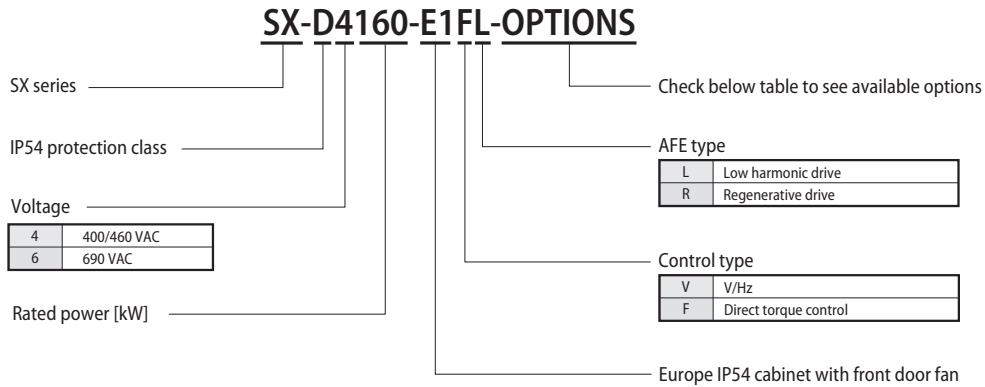 SX-D4160-E1FL-OPTIONS
SX series
Check below table to see available options
IP54 protection class
AFE type
L Low harmonic drive
R Regenerative drive
Voltage
4 400/460 VAC
6 690 VAC
Control type
V V/Hz
F Direct torque control
Rated power [kW]
Europe IP54 cabinet with front door fan